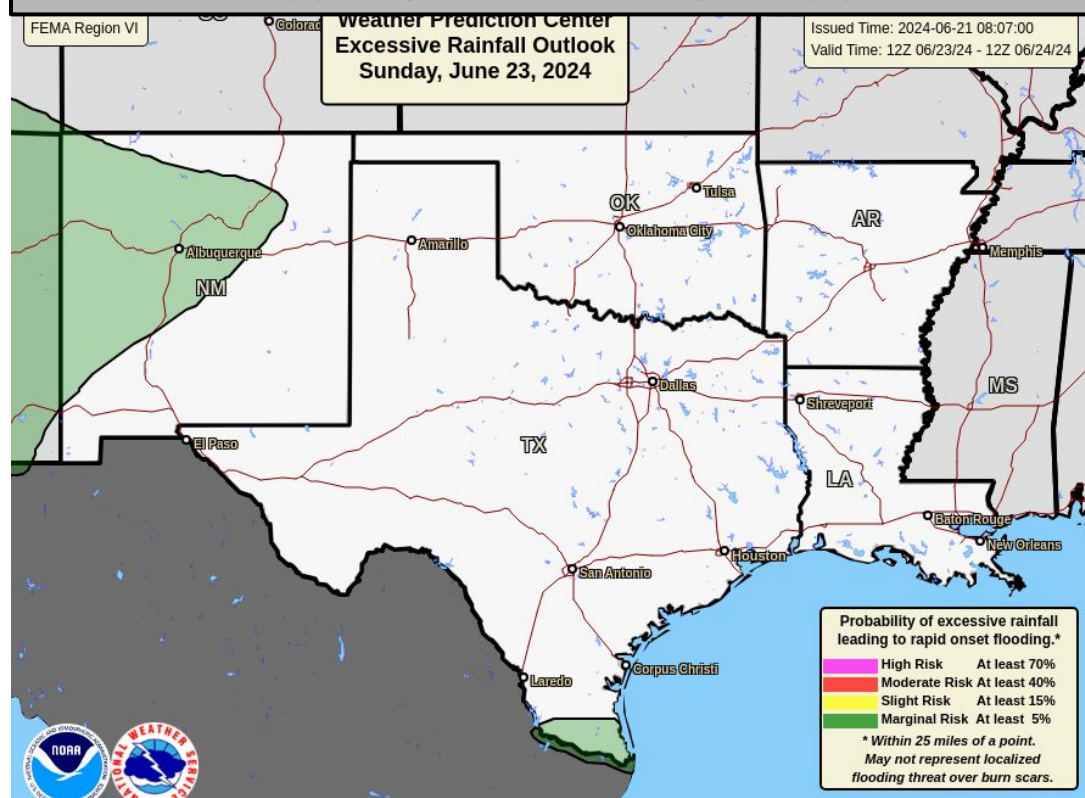 FEMA Region VI
Weather Prediction Center
Excessive Rainfall Outlook
Sunday, June 23, 2024
Issued Time: 2024-06-21 08:07:00
Valid Time: 12Z 06/23/24 - 12Z 06/24/24
Colorad
Tulsa
OK
Oklahoma City
AR
Albuquerque
Amarillo
Memphis
NM
Dallas
MS
Shreveport
El Paso
TX
LA
Baton Rouge
New Orleans
Houston
San Antonio
Corpus Christi
Laredo
Probability of excessive rainfall
leading to rapid onset flooding.*
High Risk At least 70%
Moderate Risk At least 40%
Slight Risk At least 15%
Marginal Risk At least 5%
* Within 25 miles of a point.
May not represent localized
flooding threat over burn scars.
NOAA
NATIONAL WEATHER SERVICE